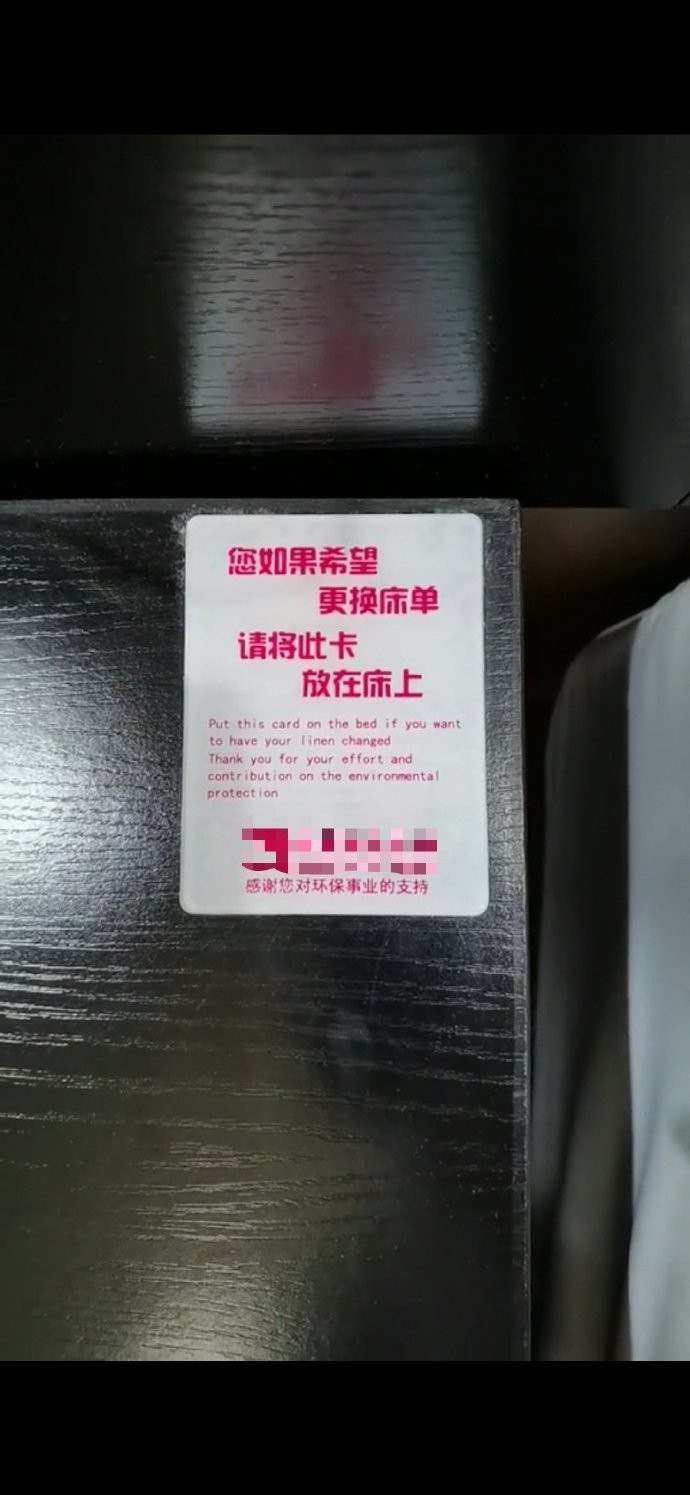 您如果希望
更换床单
请将此卡
放在床上
Put this card on the bed if you want
to have your linen changed
Thank you for your effort and
contribution on the environmental
protection
感谢您对环保事业的支持